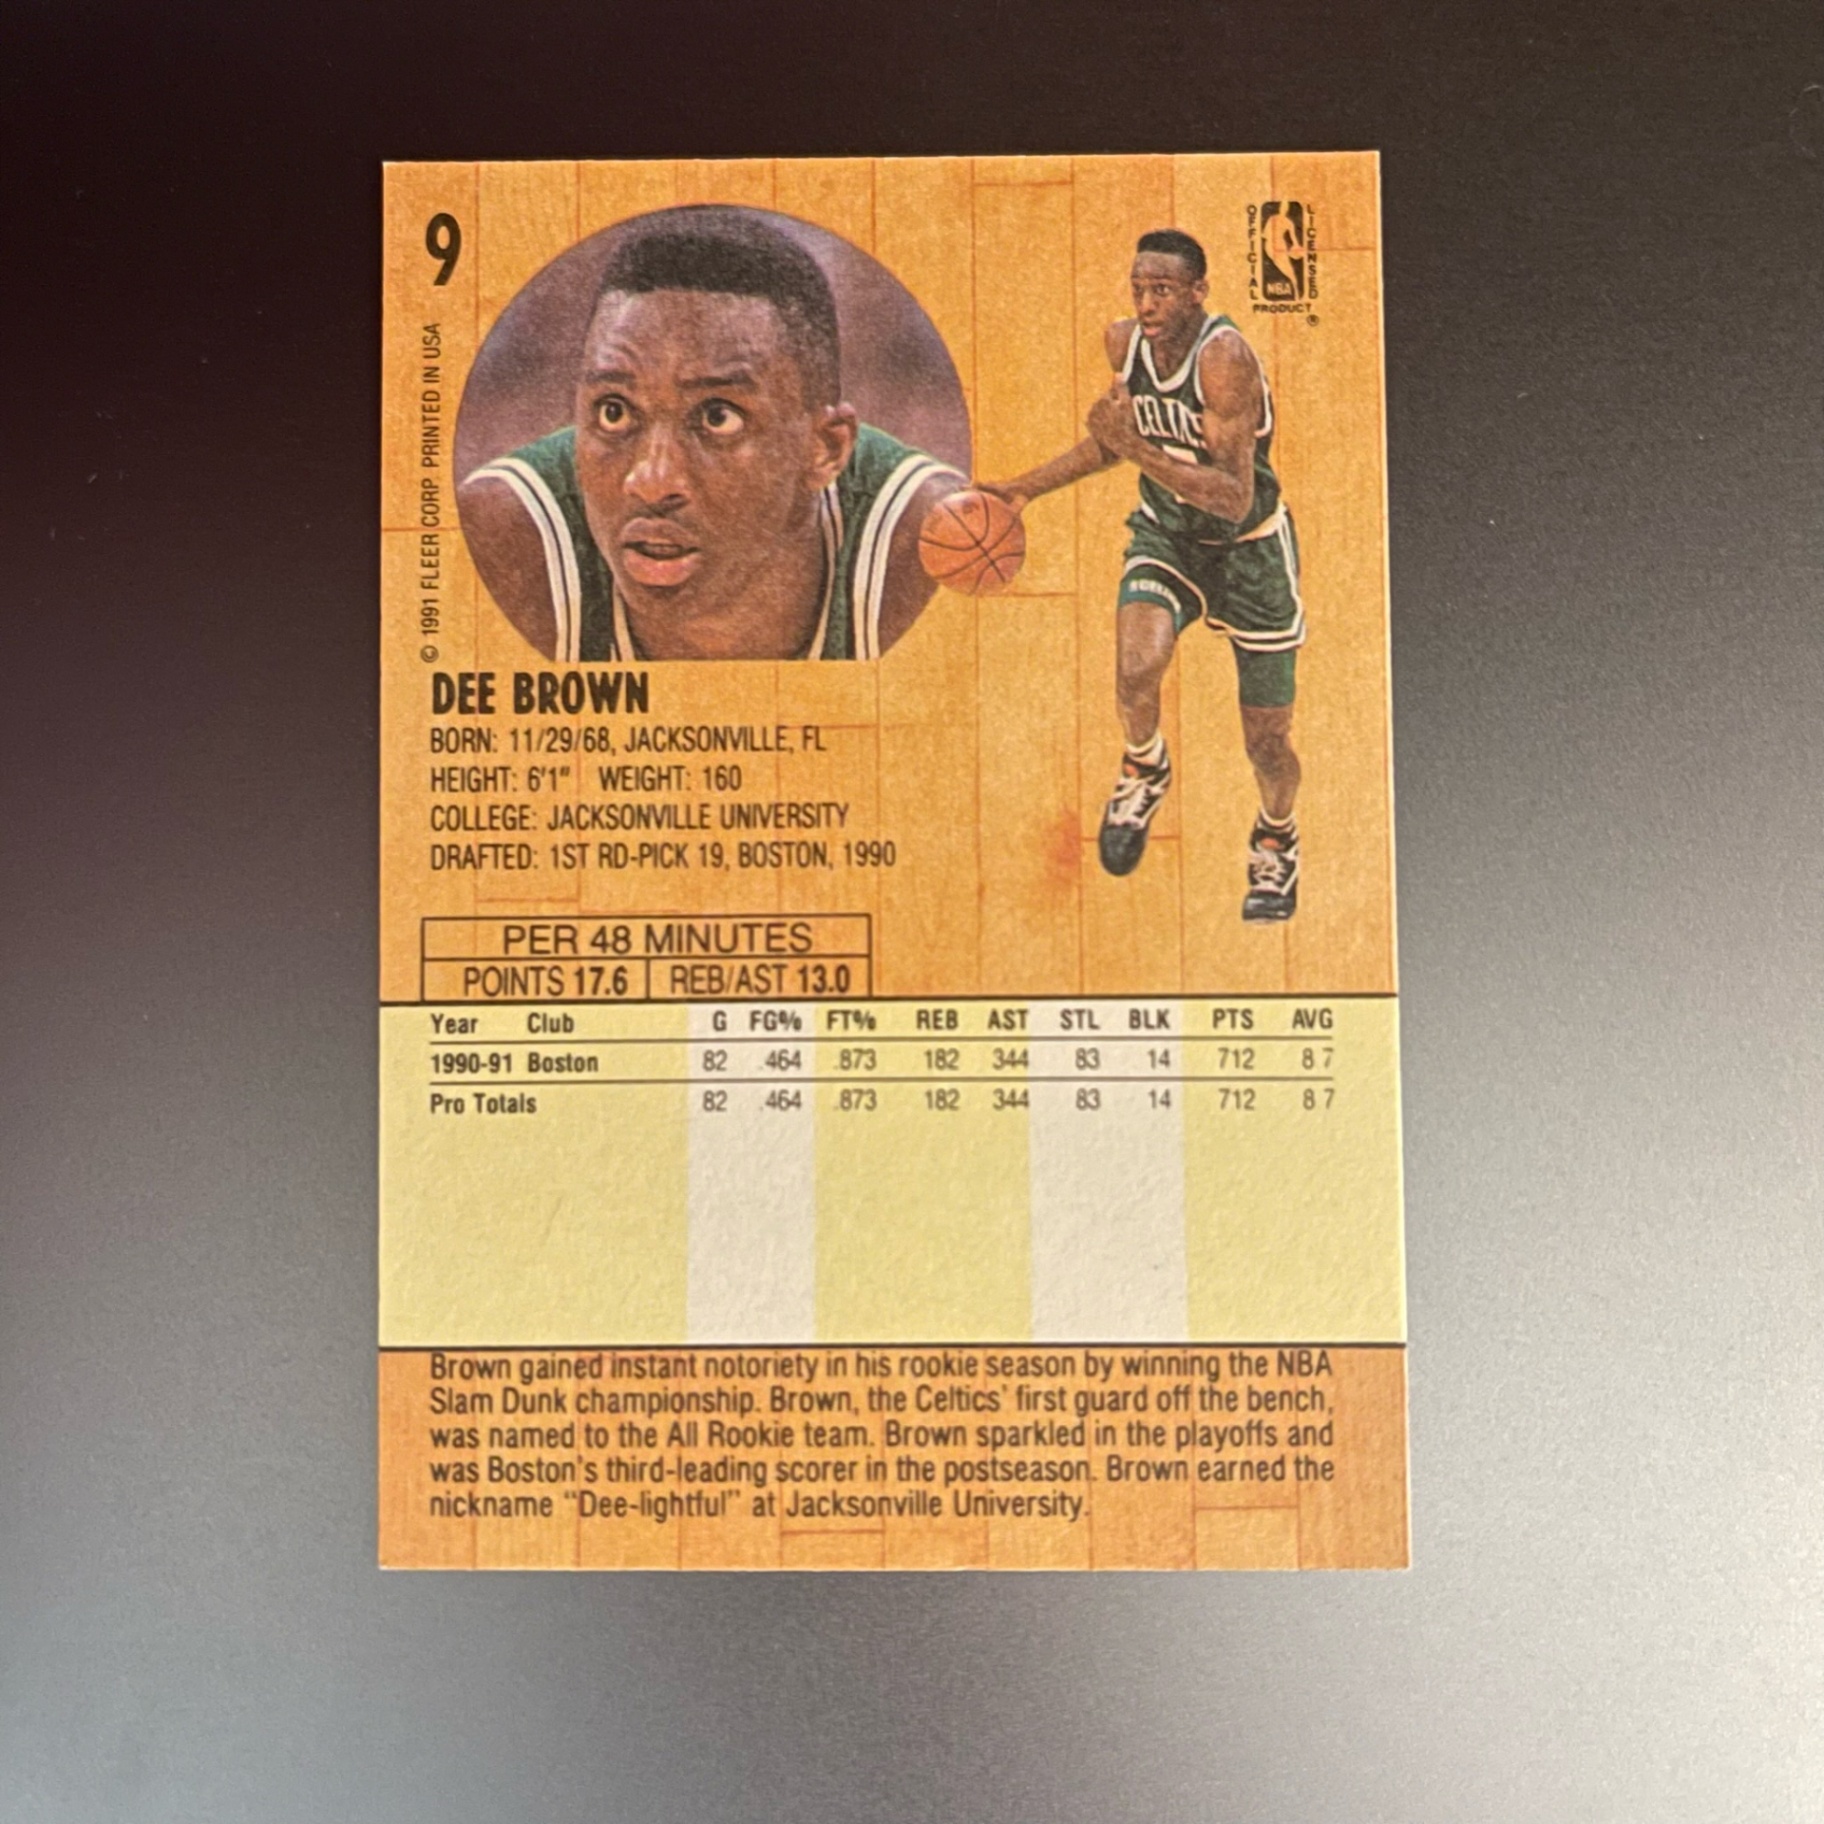 9
OFFICIAL LICENSED
NBA
PRODUCT
®
© 1991 FLEER CORP. PRINTED IN USA
CELTICS
DEE BROWN
BORN: 11/29/68, JACKSONVILLE, FL
HEIGHT: 6'1" WEIGHT: 160
COLLEGE: JACKSONVILLE UNIVERSITY
DRAFTED: 1ST RD-PICK 19, BOSTON, 1990
PER 48 MINUTES
POINTS 17.6 REB/AST 13.0
Year Club G FG% FT% REB AST STL BLK PTS AVG
1990-91 Boston 82 .464 .873 182 344 83 14 712 8 7
Pro Totals 82 .464 .873 182 344 83 14 712 8 7
Brown gained instant notoriety in his rookie season by winning the NBA
Slam Dunk championship. Brown, the Celtics' first guard off the bench,
was named to the All Rookie team. Brown sparkled in the playoffs and
was Boston's third-leading scorer in the postseason. Brown earned the
nickname “Dee-lightful” at Jacksonville University.